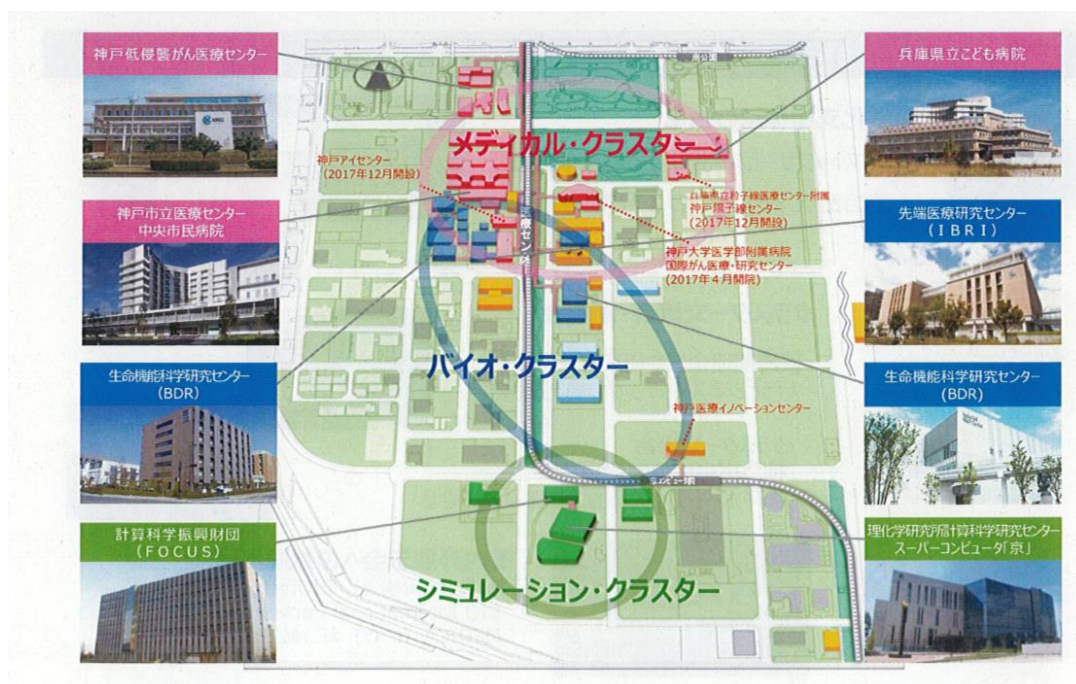 神戸低侵襲がん医療センター
兵庫県立こども病院
メディカル・クラスター
神戸アイセンター
(2017年12月開設)
兵庫県立粒子線医療センター附属
神戸陽子線センター
(2017年12月開設)
神戸市立医療センター
中央市民病院
医療センター
先端医療研究センター
(IBRI)
神戸大学医学部附属病院
国際がん医療・研究センター
(2017年4月開院)
バイオ・クラスター
生命機能科学研究センター
(BDR)
生命機能科学研究センター
(BDR)
神戸医療イノベーションセンター
計算科学振興財団
(FOCUS)
理化学研究所計算科学研究センター
スーパーコンピュータ「京」
シミュレーション・クラスター